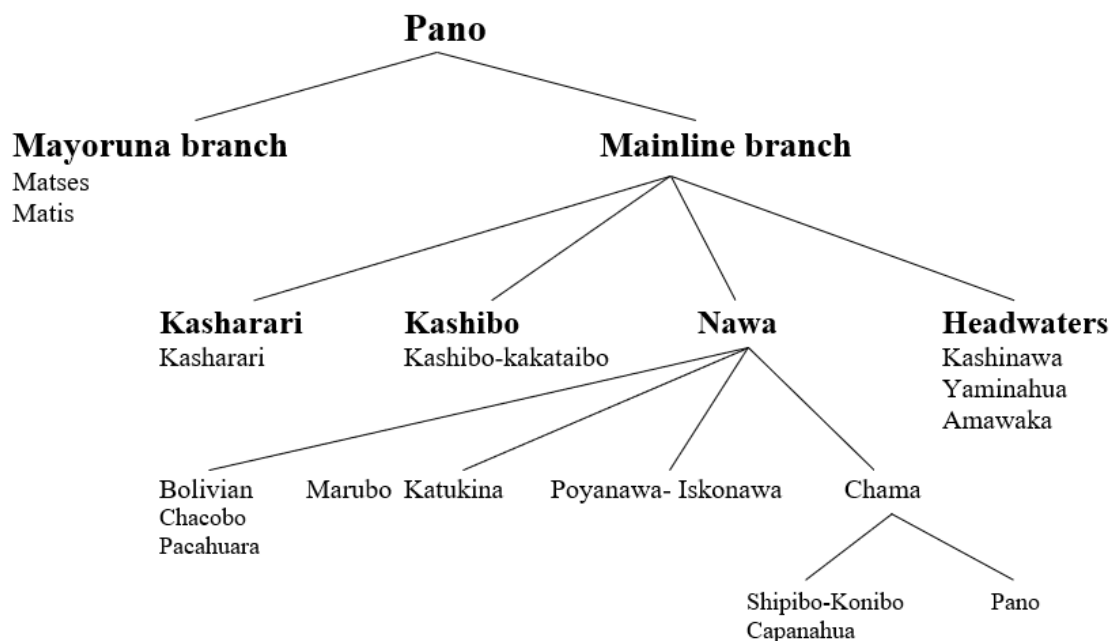 Pano
Mayoruna branch
Matses
Matis
Mainline branch
Kasharari
Kasharari
Kashibo
Kashibo-kakataibo
Nawa
Headwaters
Kashinawa
Yaminahua
Amawaka
Bolivian
Chacobo
Pacahuara
Marubo Katukina
Poyanawa- Iskonawa
Chama
Shipibo-Konibo
Capanahua
Pano